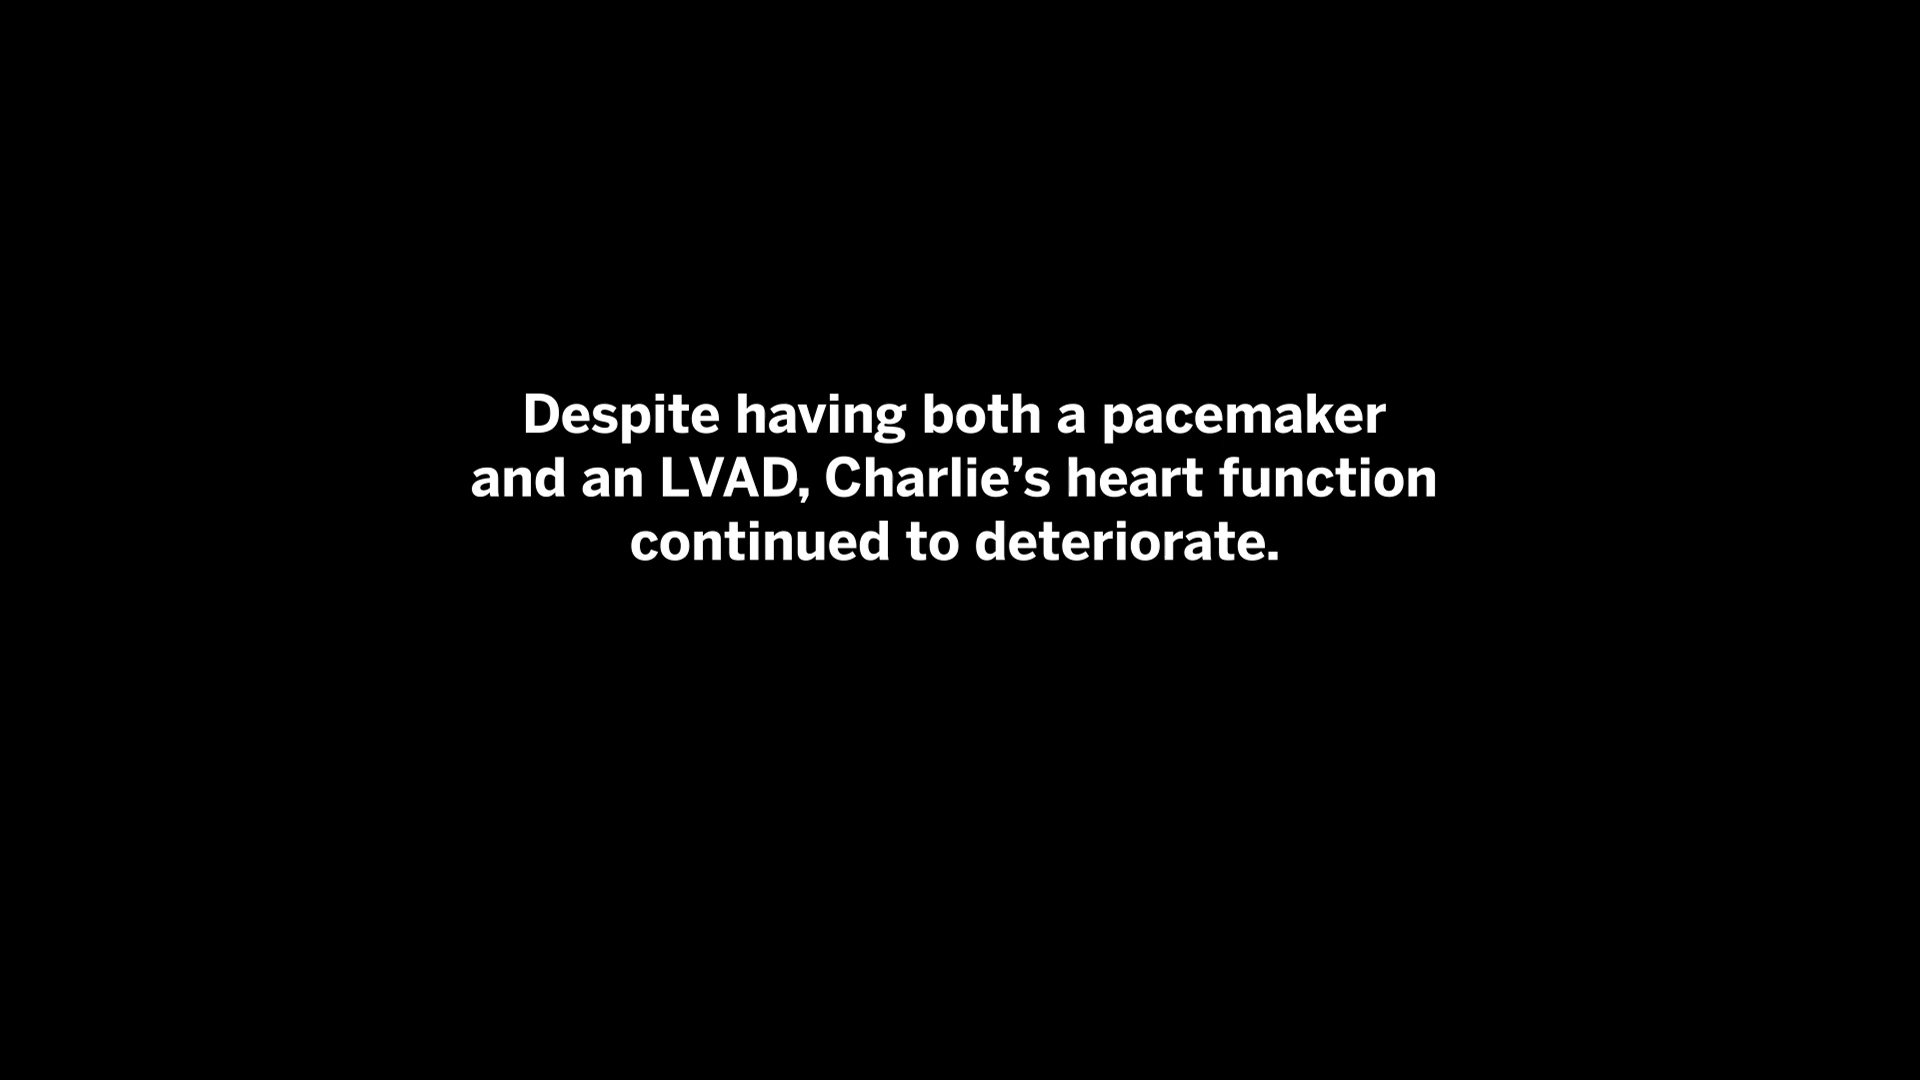 Despite having both a pacemaker
and an LVAD, Charlie’s heart function
continued to deteriorate.